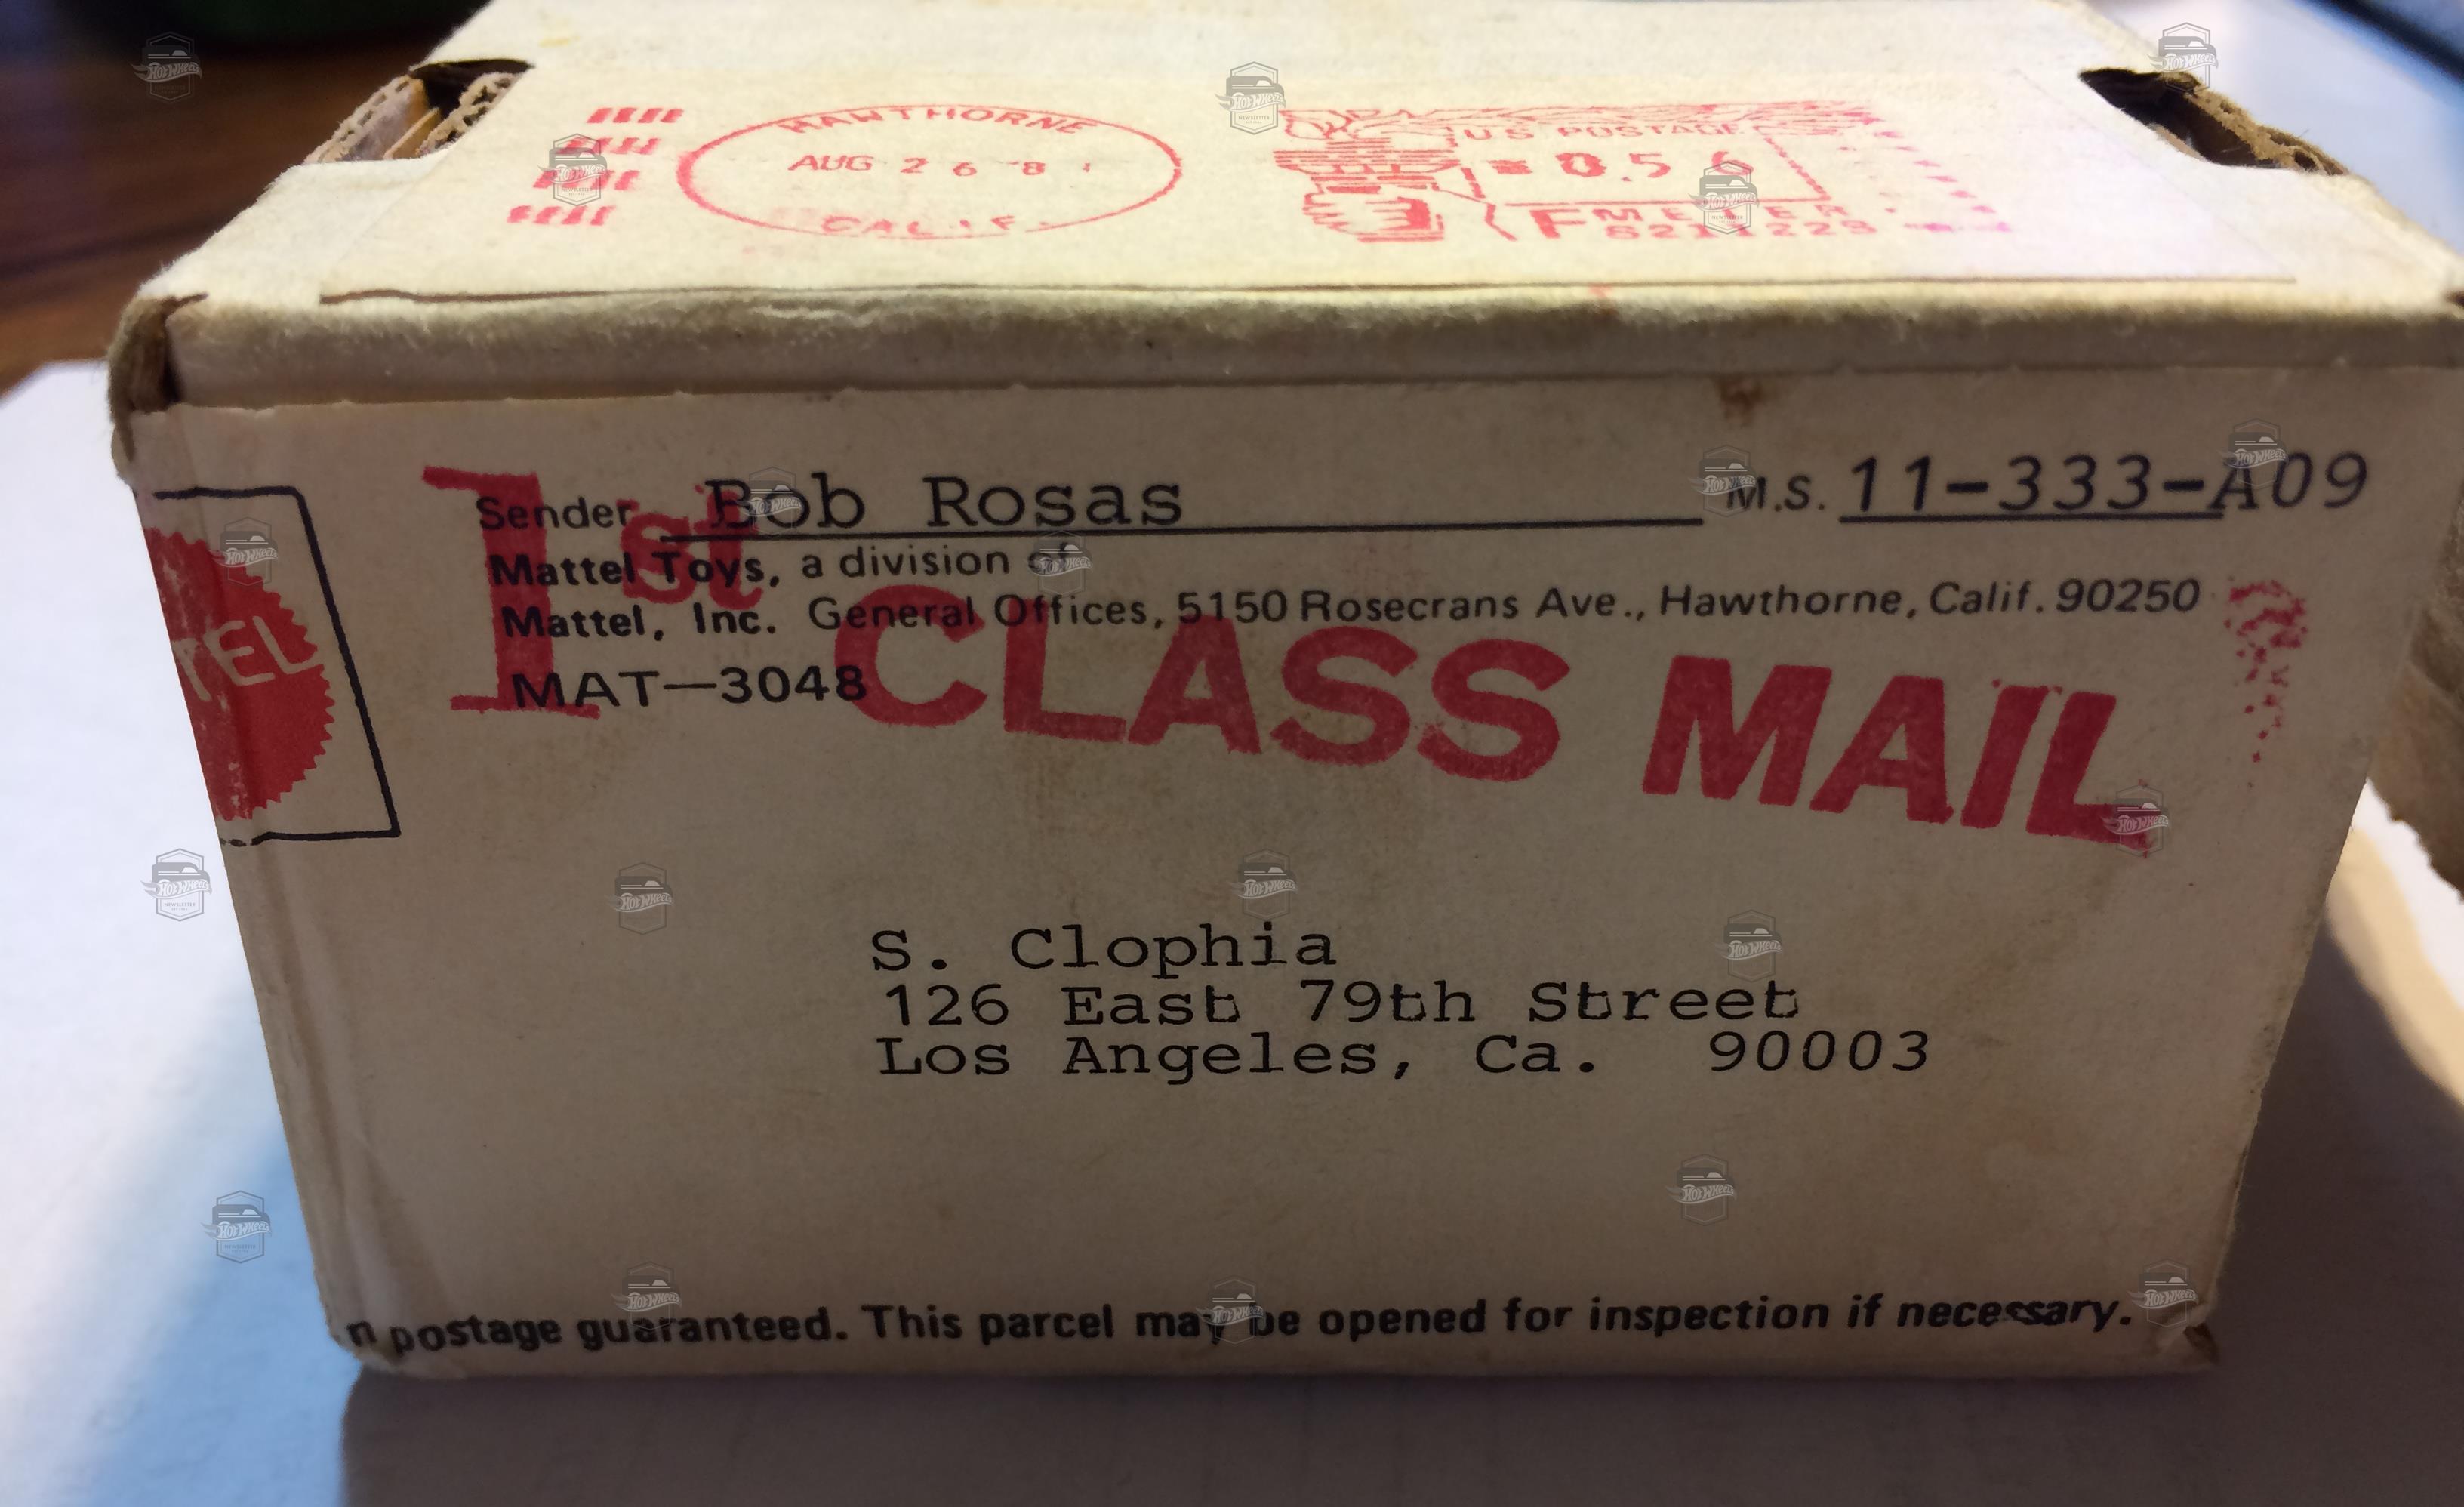 HAWTHORNE
AUG 26 '8
CALIF.
U.S. POSTAGE
0.56
METER
6211229
Sender Bob Rosas M.S. 11-333-A09
Mattel Toys, a division of
Mattel, Inc. General Offices, 5150 Rosecrans Ave., Hawthorne, Calif. 90250
MAT—3048
TEL
1st CLASS MAIL
S. Clophia
126 East 79th Street
Los Angeles, Ca. 90003
n postage guaranteed. This parcel may be opened for inspection if necessary.